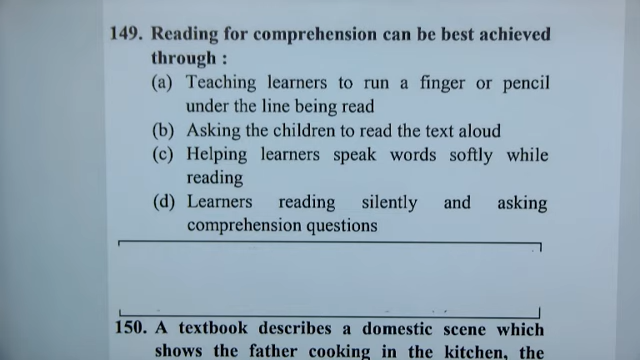 149. Reading for comprehension can be best achieved
through :
(a) Teaching learners to run a finger or pencil
under the line being read
(b) Asking the children to read the text aloud
(c) Helping learners speak words softly while
reading
(d) Learners reading silently and asking
comprehension questions
150. A textbook describes a domestic scene which
shows the father cooking in the kitchen, the